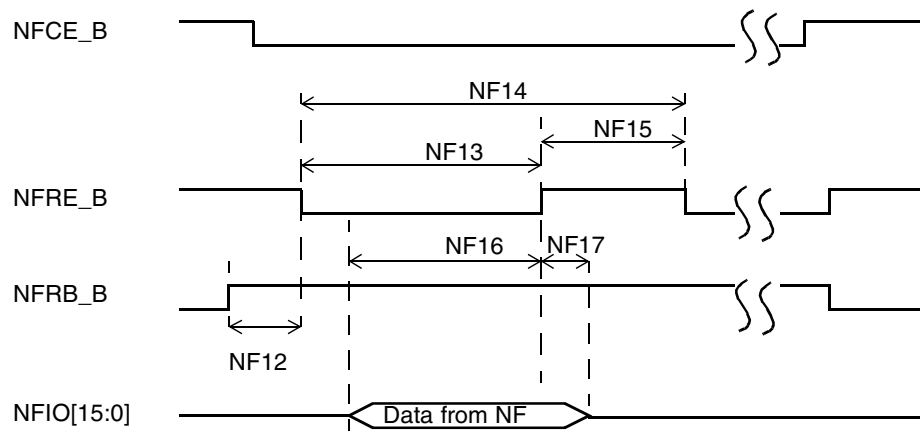 NFCE_B
NF14
NF15
NF13
NFRE_B
NF16
NF17
NFRB_B
NF12
NFIO[15:0]
Data from NF